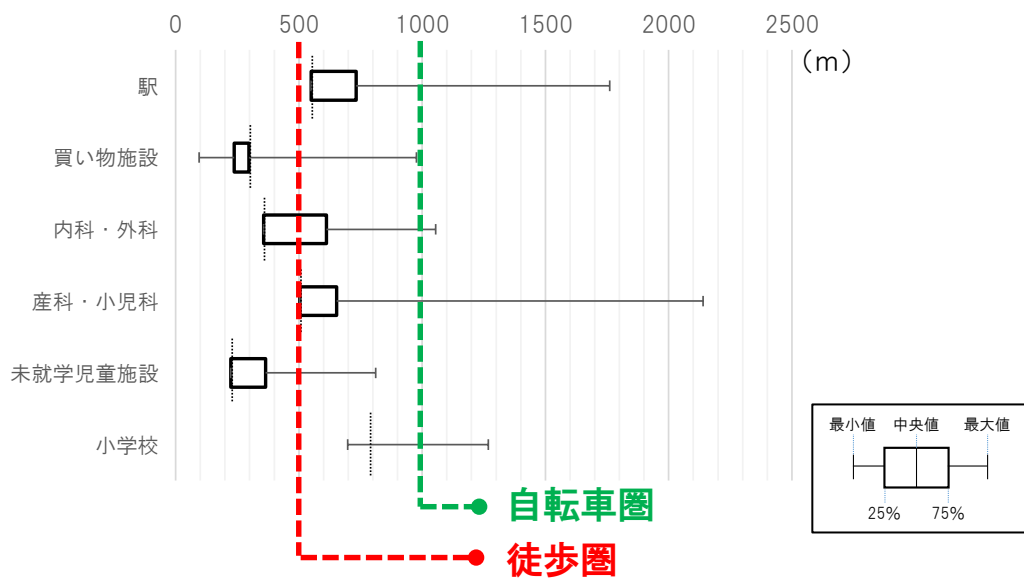 0 500 1000 1500 2000 2500
（m）
駅
買い物施設
内科・外科
産科・小児科
未就学児童施設
小学校
自転車圏
徒歩圏
最小値 中央値 最大値
25% 75%